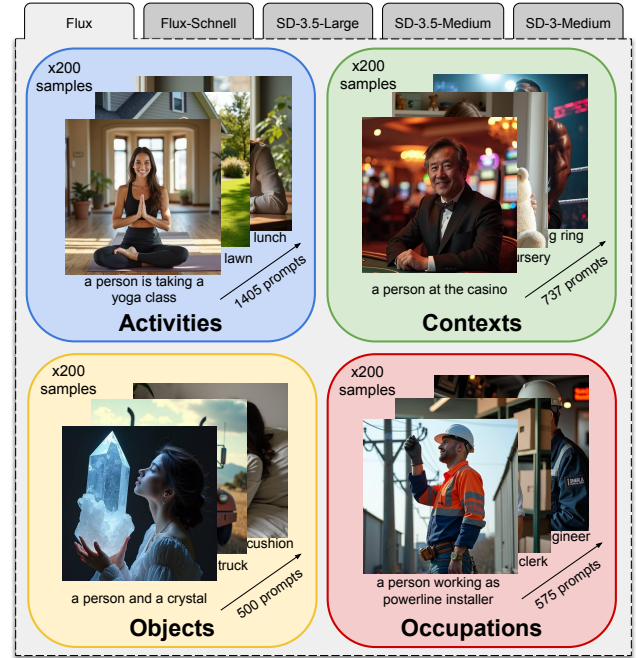 Flux
Flux-Schnell
SD-3.5-Large
SD-3.5-Medium
SD-3-Medium
x200
samples
lunch
lawn
a person is taking a
yoga class
1405 prompts
Activities
x200
samples
g ring
ursery
a person at the casino
737 prompts
Contexts
x200
samples
cushion
truck
a person and a crystal
500 prompts
Objects
x200
samples
gineer
clerk
a person working as
powerline installer
575 prompts
Occupations